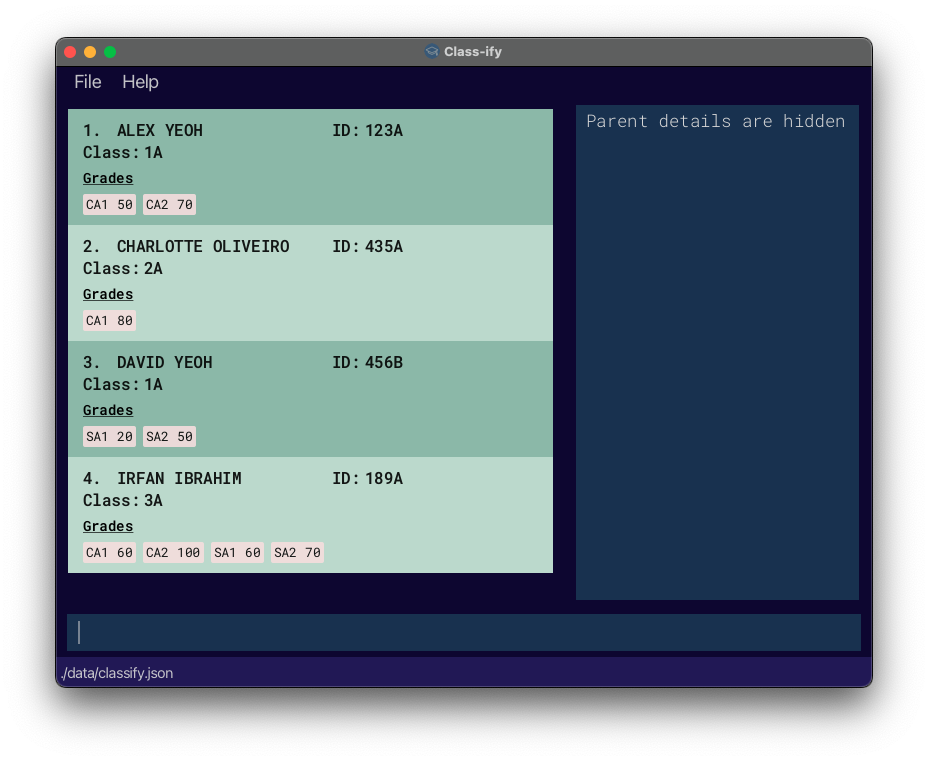 Class-ify
File Help
1. ALEX YEOH ID: 123A
Class: 1A
Grades
CA1 50 CA2 70
2. CHARLOTTE OLIVEIRO ID: 435A
Class: 2A
Grades
CA1 80
3. DAVID YEOH ID: 456B
Class: 1A
Grades
SA1 20 SA2 50
4. IRFAN IBRAHIM ID: 189A
Class: 3A
Grades
CA1 60 CA2 100 SA1 60 SA2 70
Parent details are hidden
./data/classify.json